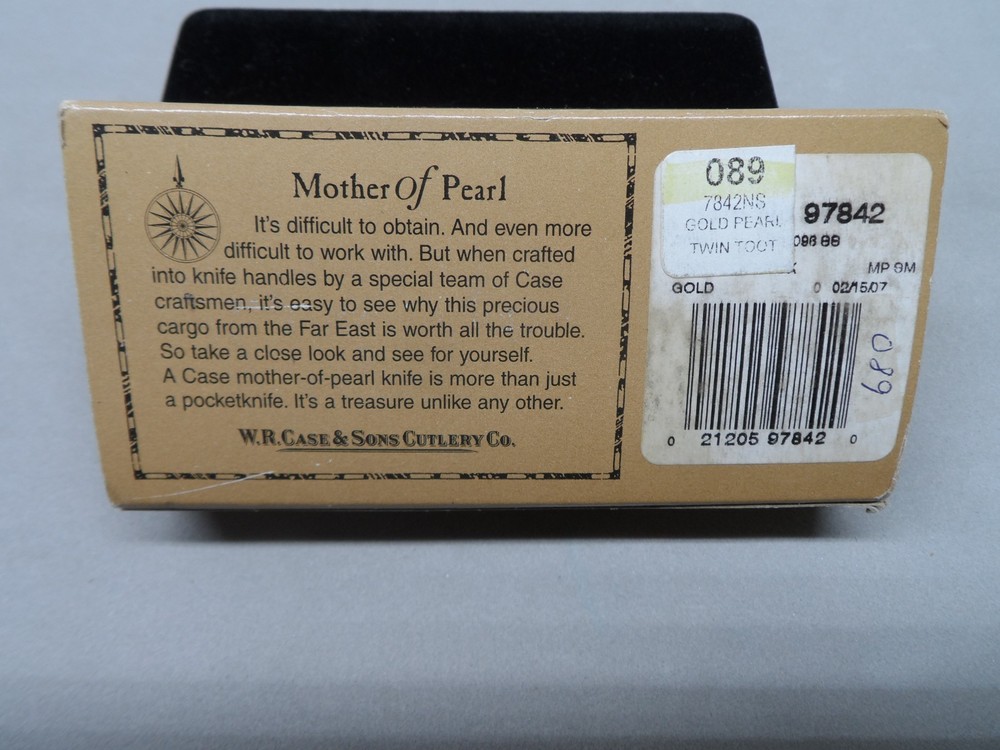 Mother Of Pearl
It's difficult to obtain. And even more
difficult to work with. But when crafted
into knife handles by a special team of Case
craftsmen, it's easy to see why this precious
cargo from the Far East is worth all the trouble.
So take a close look and see for yourself.
A Case mother-of-pearl knife is more than just
a pocketknife. It's a treasure unlike any other.
W.R. CASE & SONS CUTLERY CO.
089
7842NS
GOLD PEARL
TWIN TOOT
97842
MP 9M
GOLD 0 02/15/07
0 21205 97842 0
089